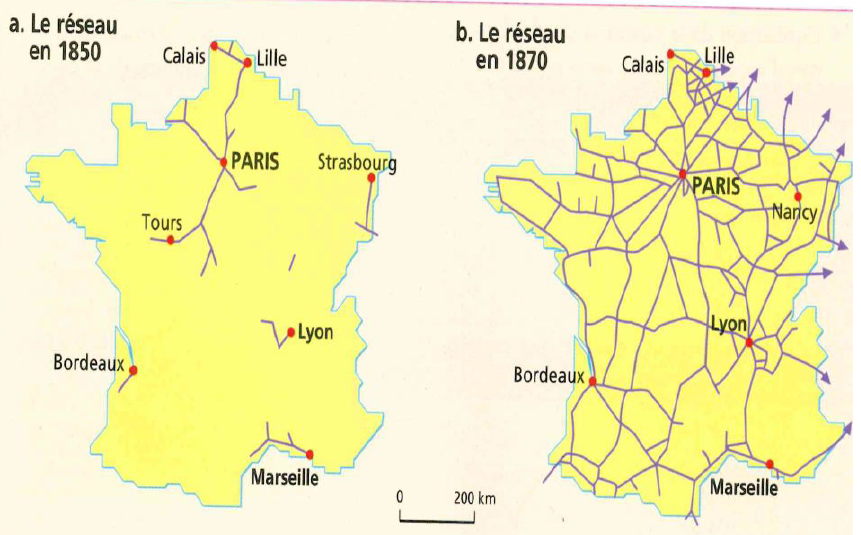 a. Le réseau
en 1850
Calais
Lille
PARIS
Strasbourg
Tours
Lyon
Bordeaux
Marseille
0 200 km
b. Le réseau
en 1870
Calais
Lille
PARIS
Nancy
Lyon
Bordeaux
Marseille